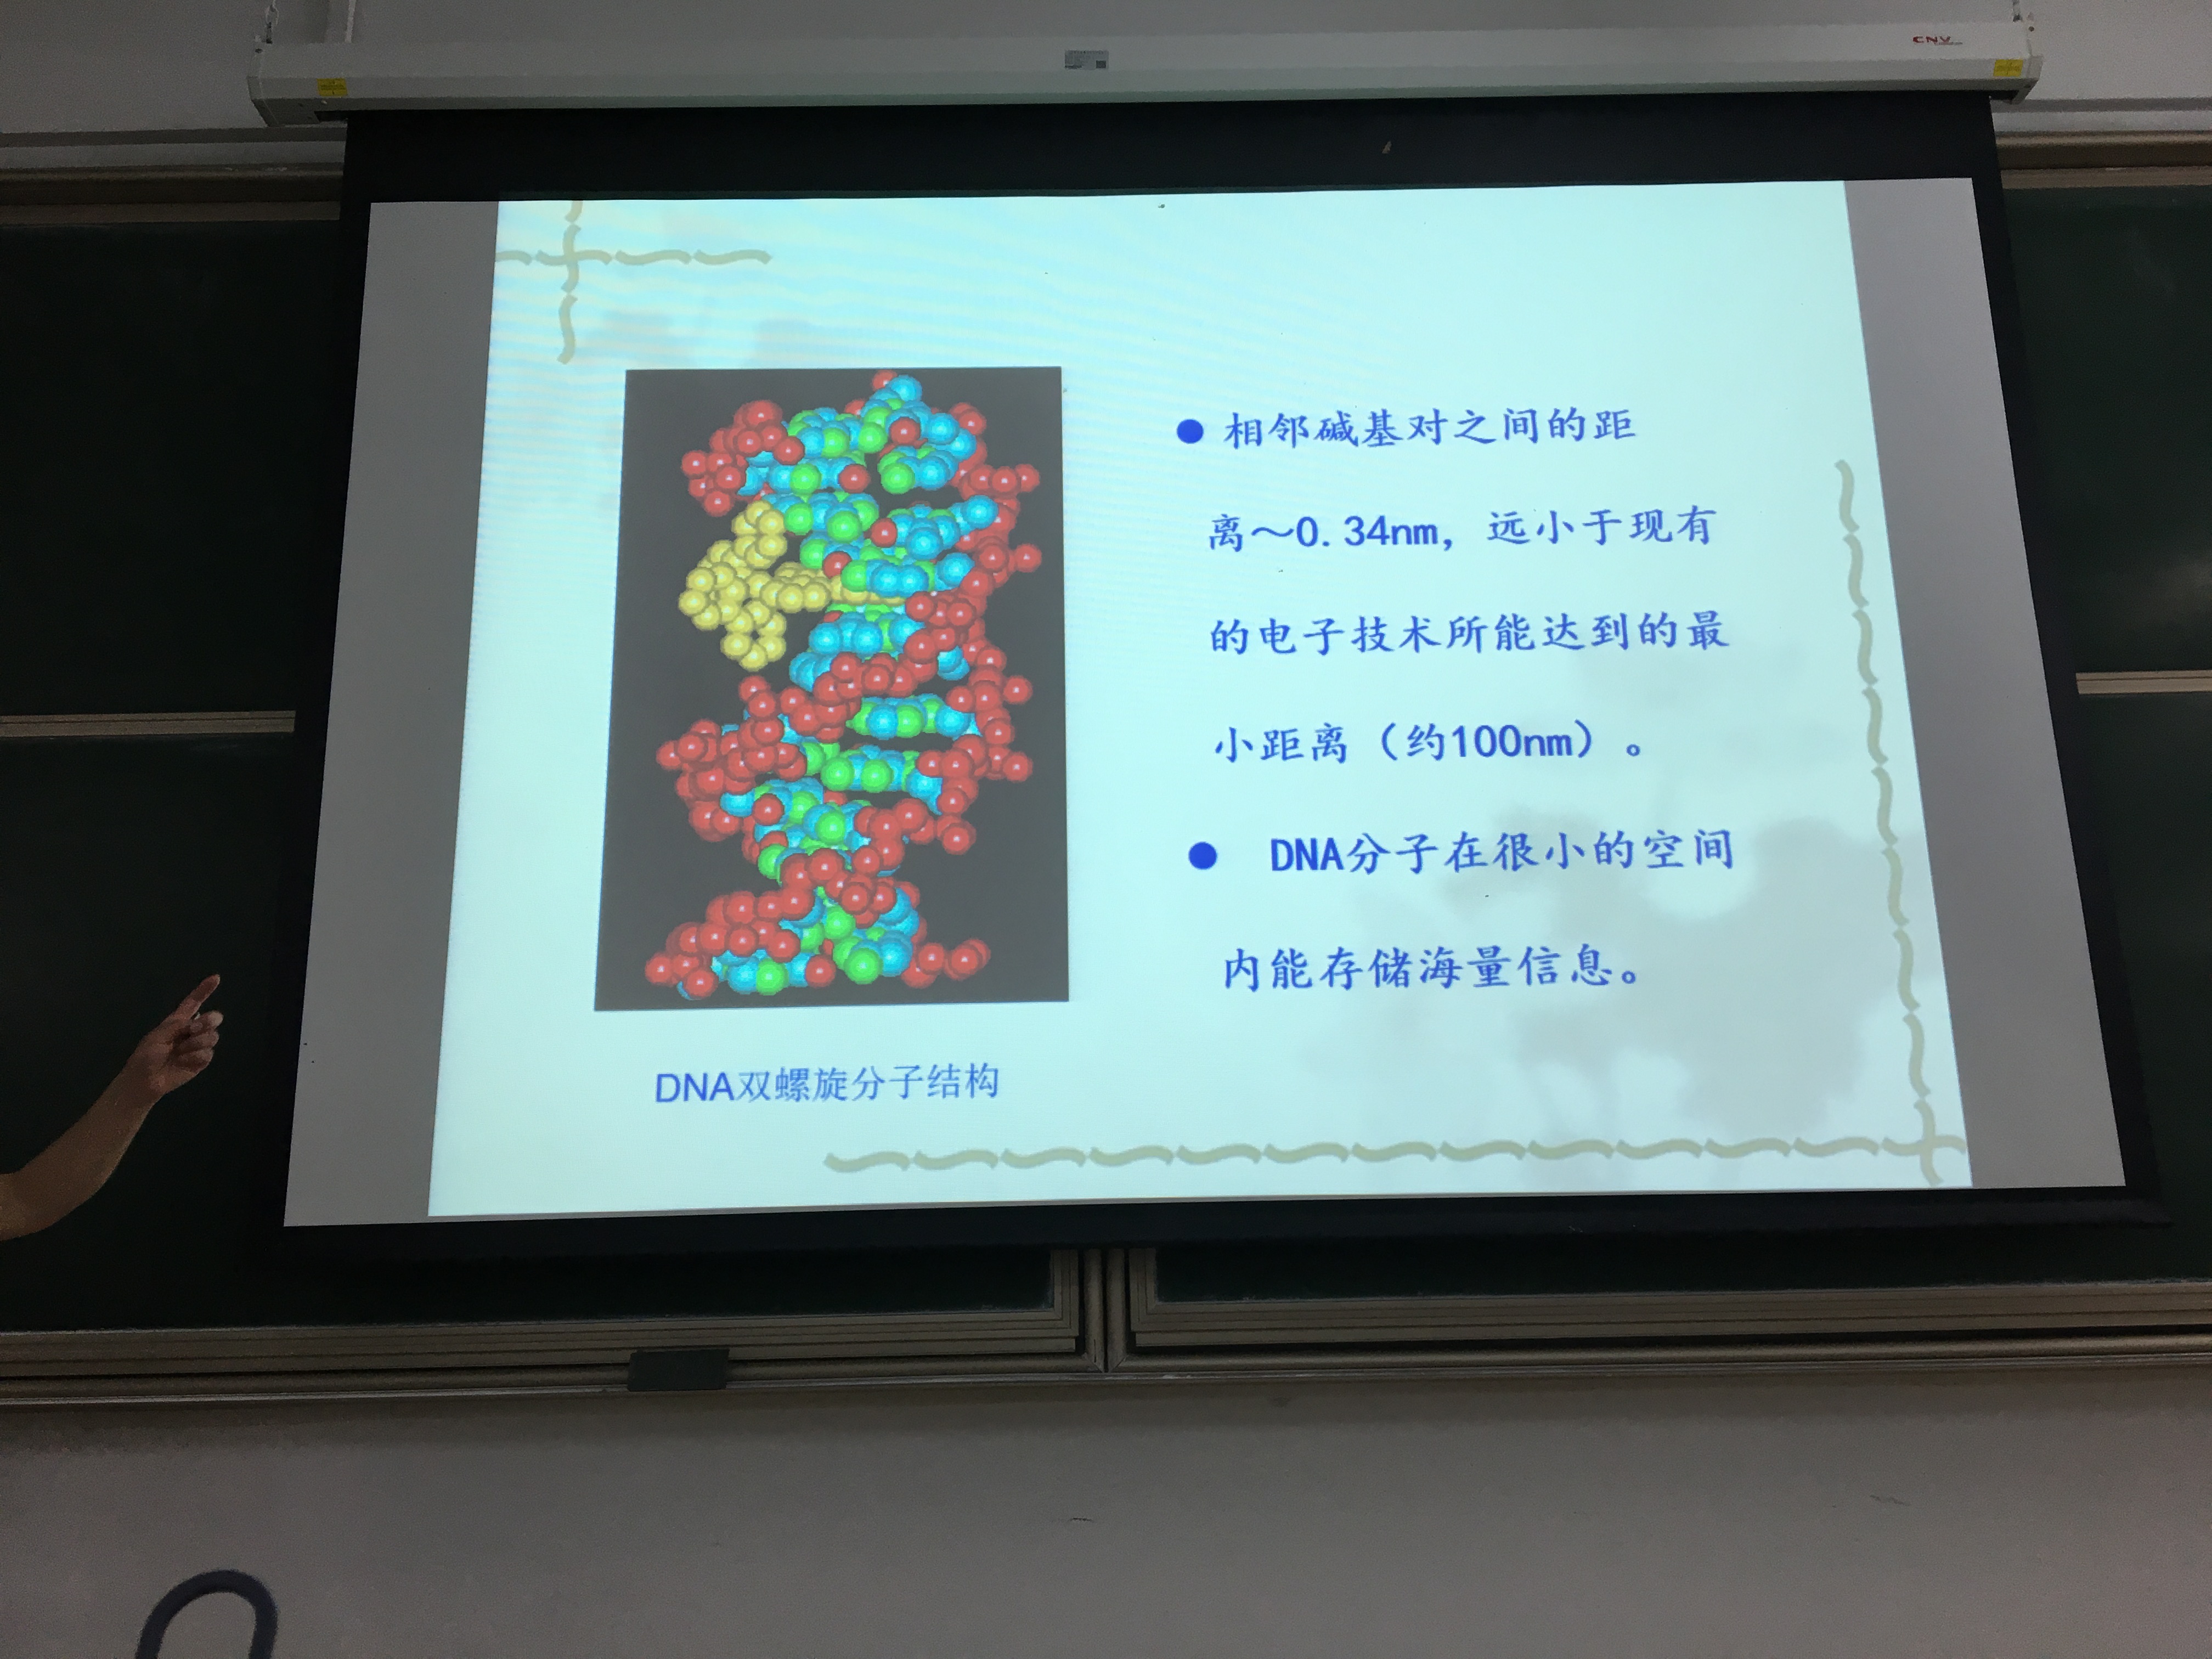 CNV
● 相邻碱基对之间的距
离～0.34nm，远小于现有
的电子技术所能达到的最
小距离（约100nm）。
● DNA分子在很小的空间
内能存储海量信息。
DNA双螺旋分子结构